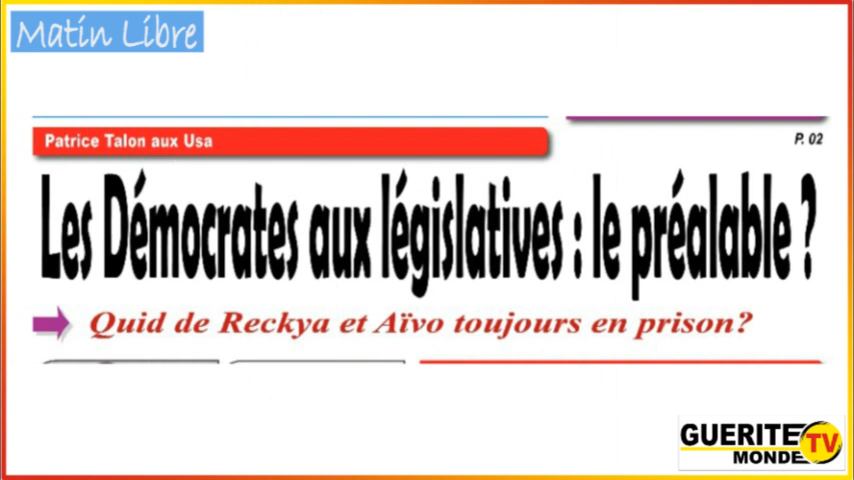 Matin Libre
Patrice Talon aux Usa
P. 02
Les Démocrates aux législatives : le préalable ?
Quid de Reckya et Aïvo toujours en prison?
GUERITE TV
MONDE